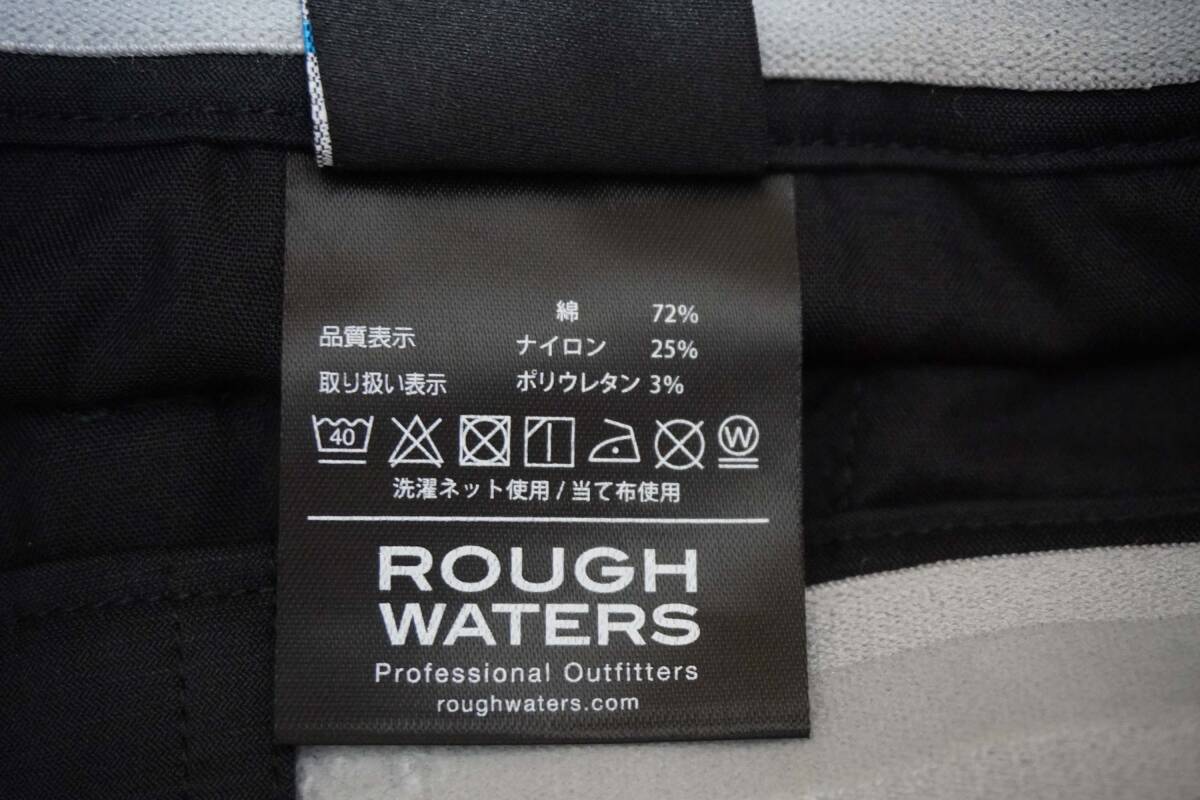 綿 72%
品質表示 ナイロン 25%
取り扱い表示 ポリウレタン 3%
40 W
洗濯ネット使用 / 当て布使用
ROUGH
WATERS
Professional Outfitters
roughwaters.com